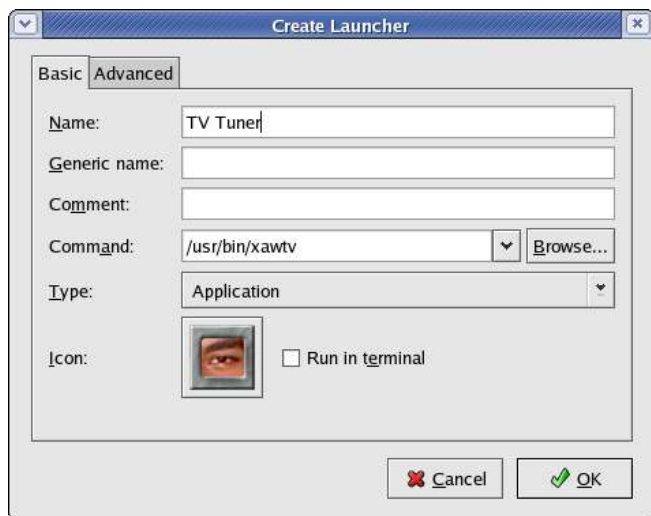 Create Launcher
Basic Advanced
Name: TV Tuner
Generic name:
Comment:
Command: /usr/bin/xawtv Browse...
Type: Application
Icon: Run in terminal
Cancel OK